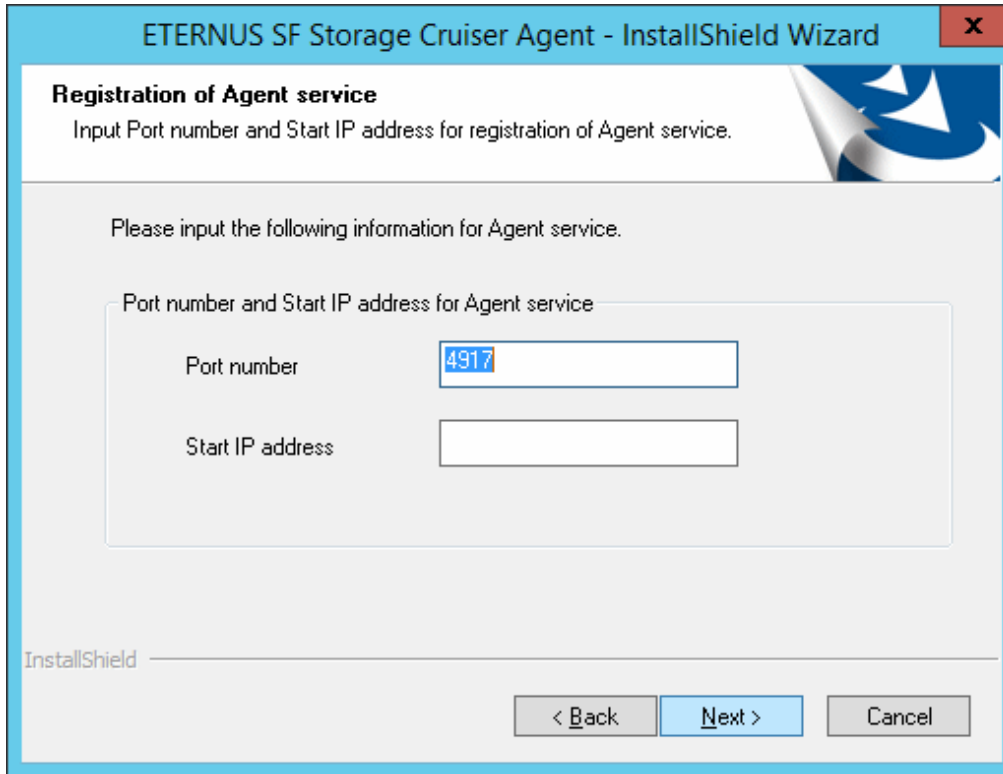 ETERNUS SF Storage Cruiser Agent - InstallShield Wizard
x
Registration of Agent service
Input Port number and Start IP address for registration of Agent service.
Please input the following information for Agent service.
Port number and Start IP address for Agent service
Port number
4917
Start IP address
InstallShield
< Back
Next >
Cancel